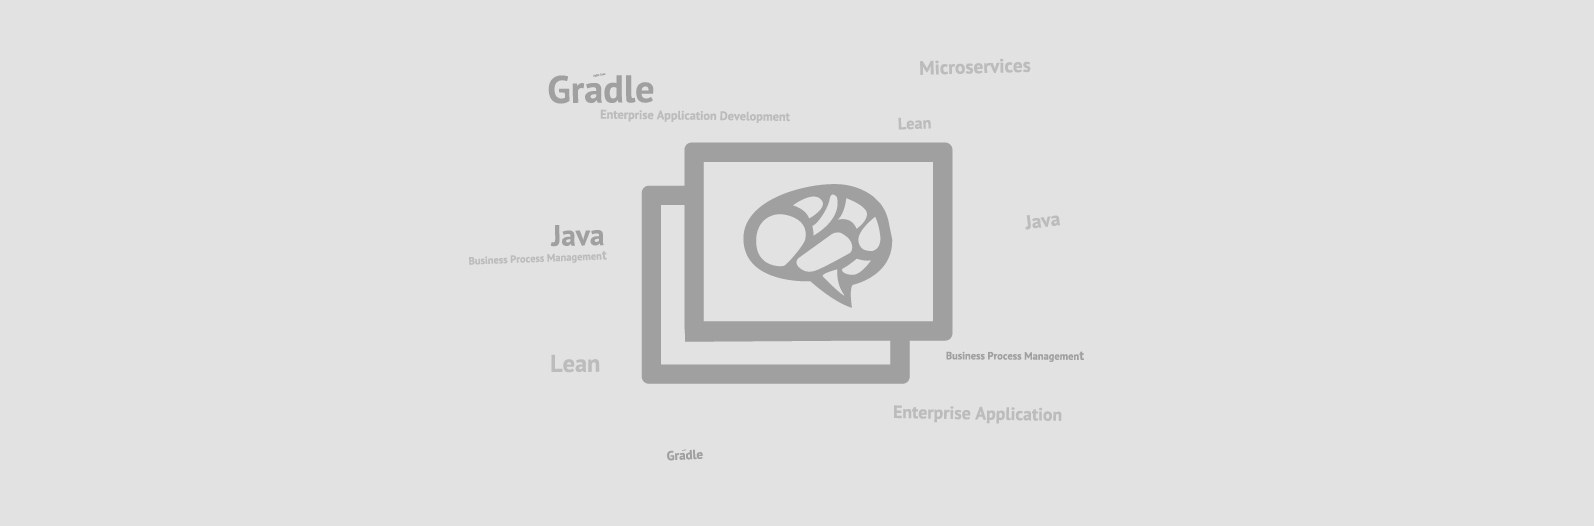 Microservices
Gradle
Enterprise Application Development
Lean
Java
Java
Business Process Management
Business Process Management
Lean
Enterprise Application
Gradle